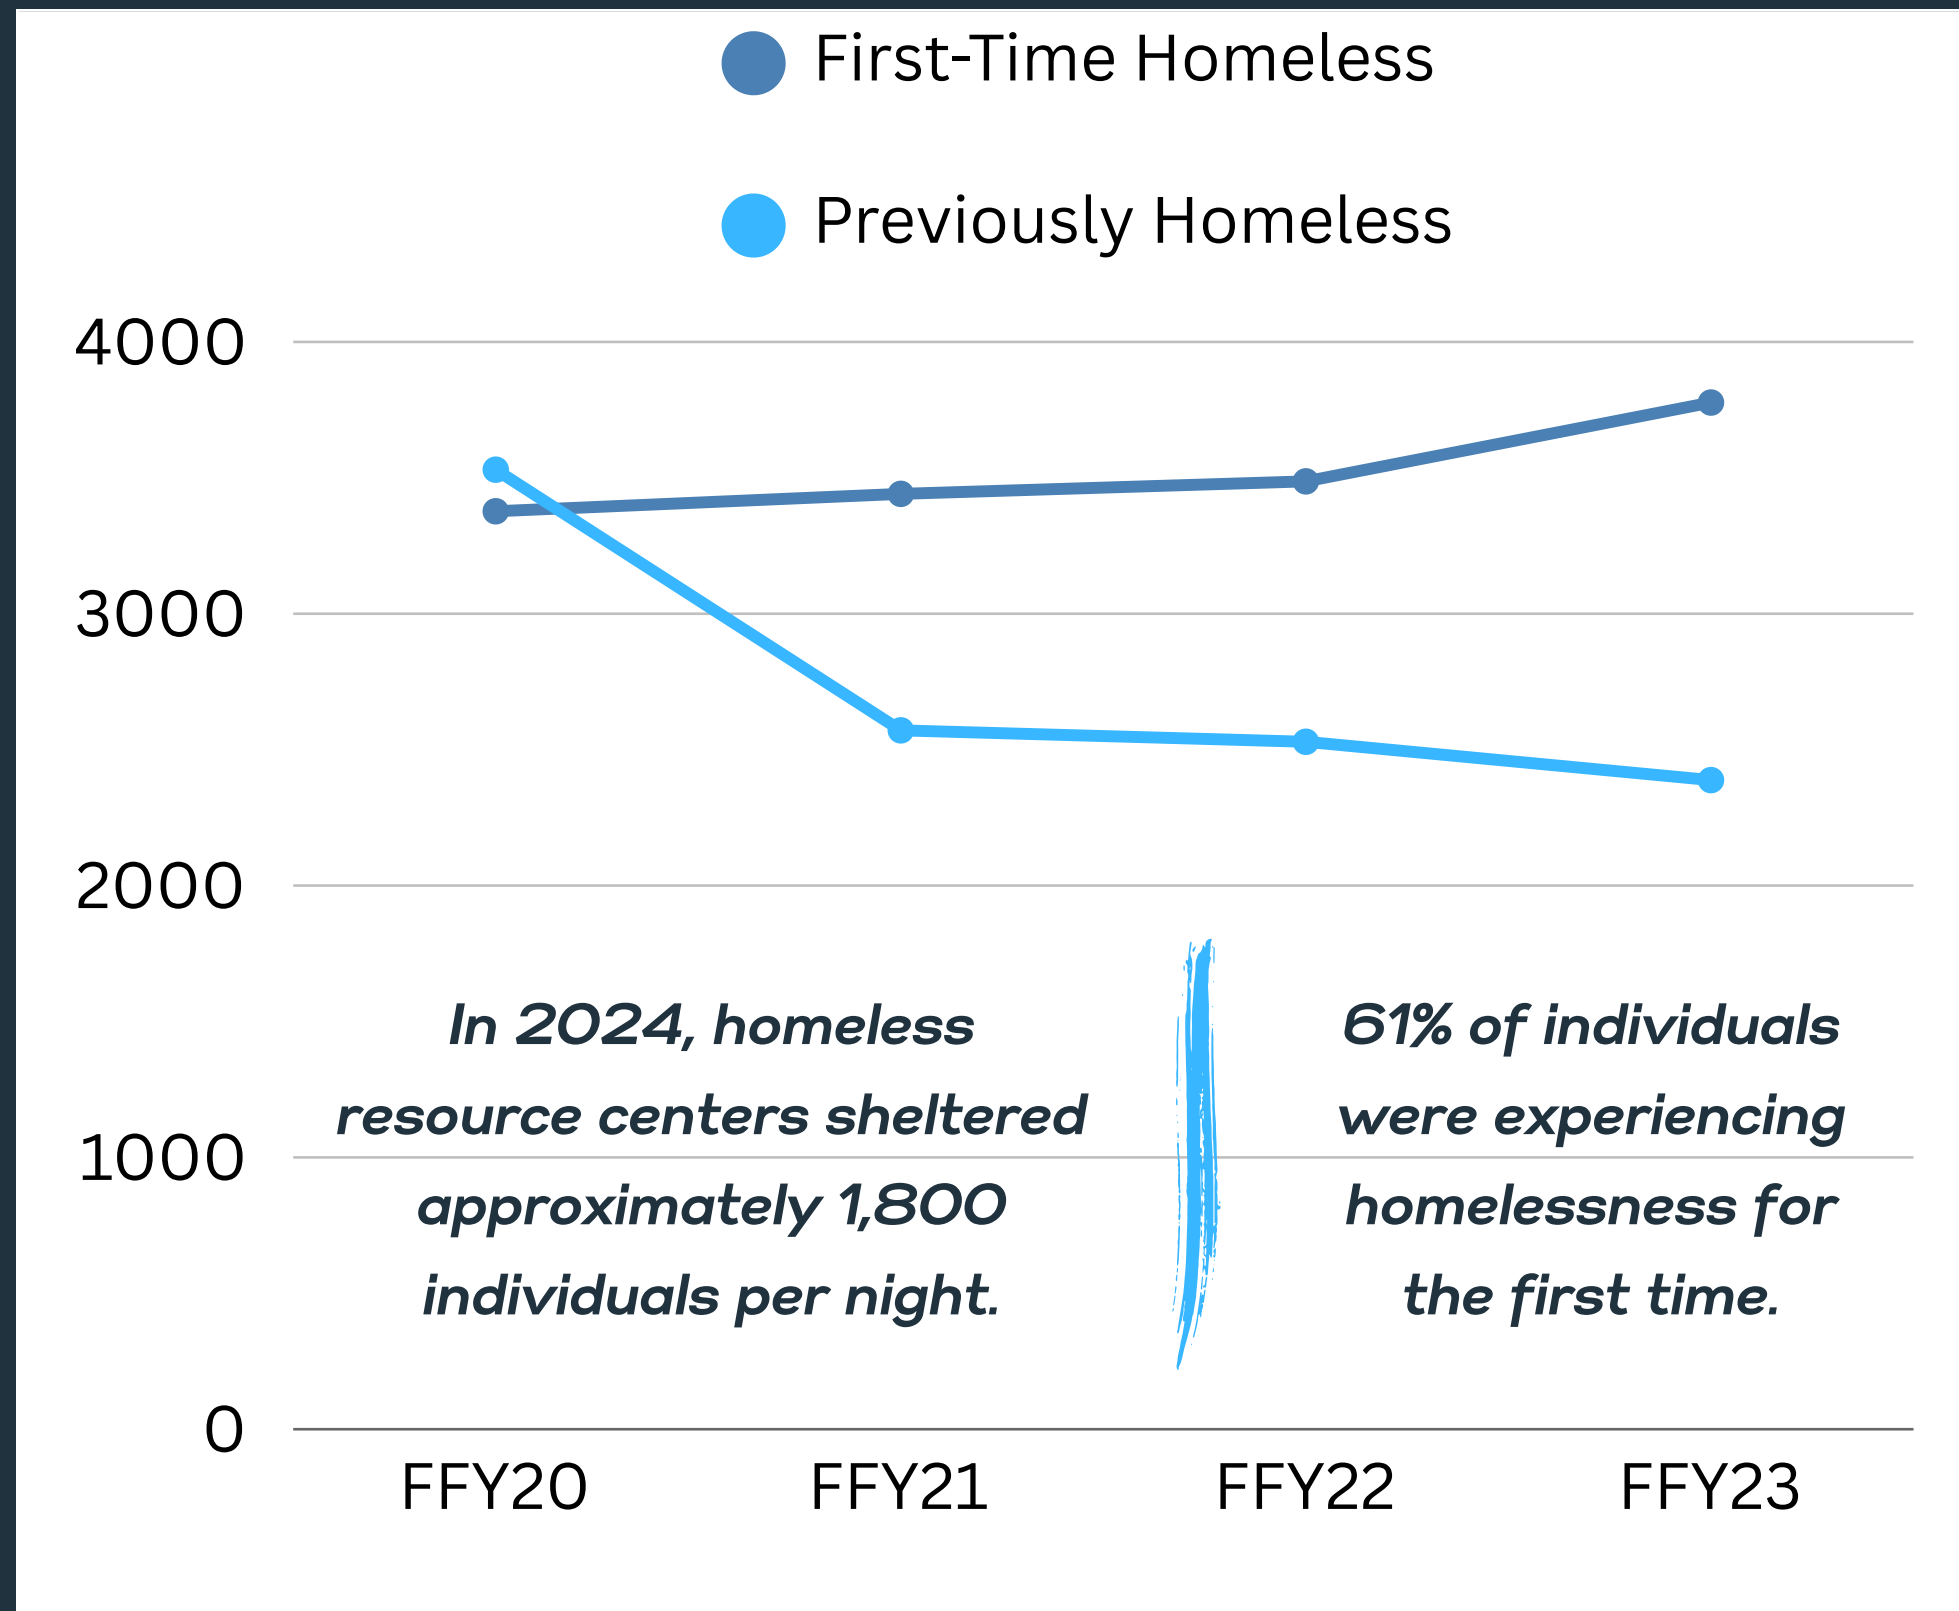 First-Time Homeless
Previously Homeless
4000
3000
2000
1000
0
In 2024, homeless
resource centers sheltered
approximately 1,800
individuals per night.
61% of individuals
were experiencing
homelessness for
the first time.
FFY20
FFY21
FFY22
FFY23